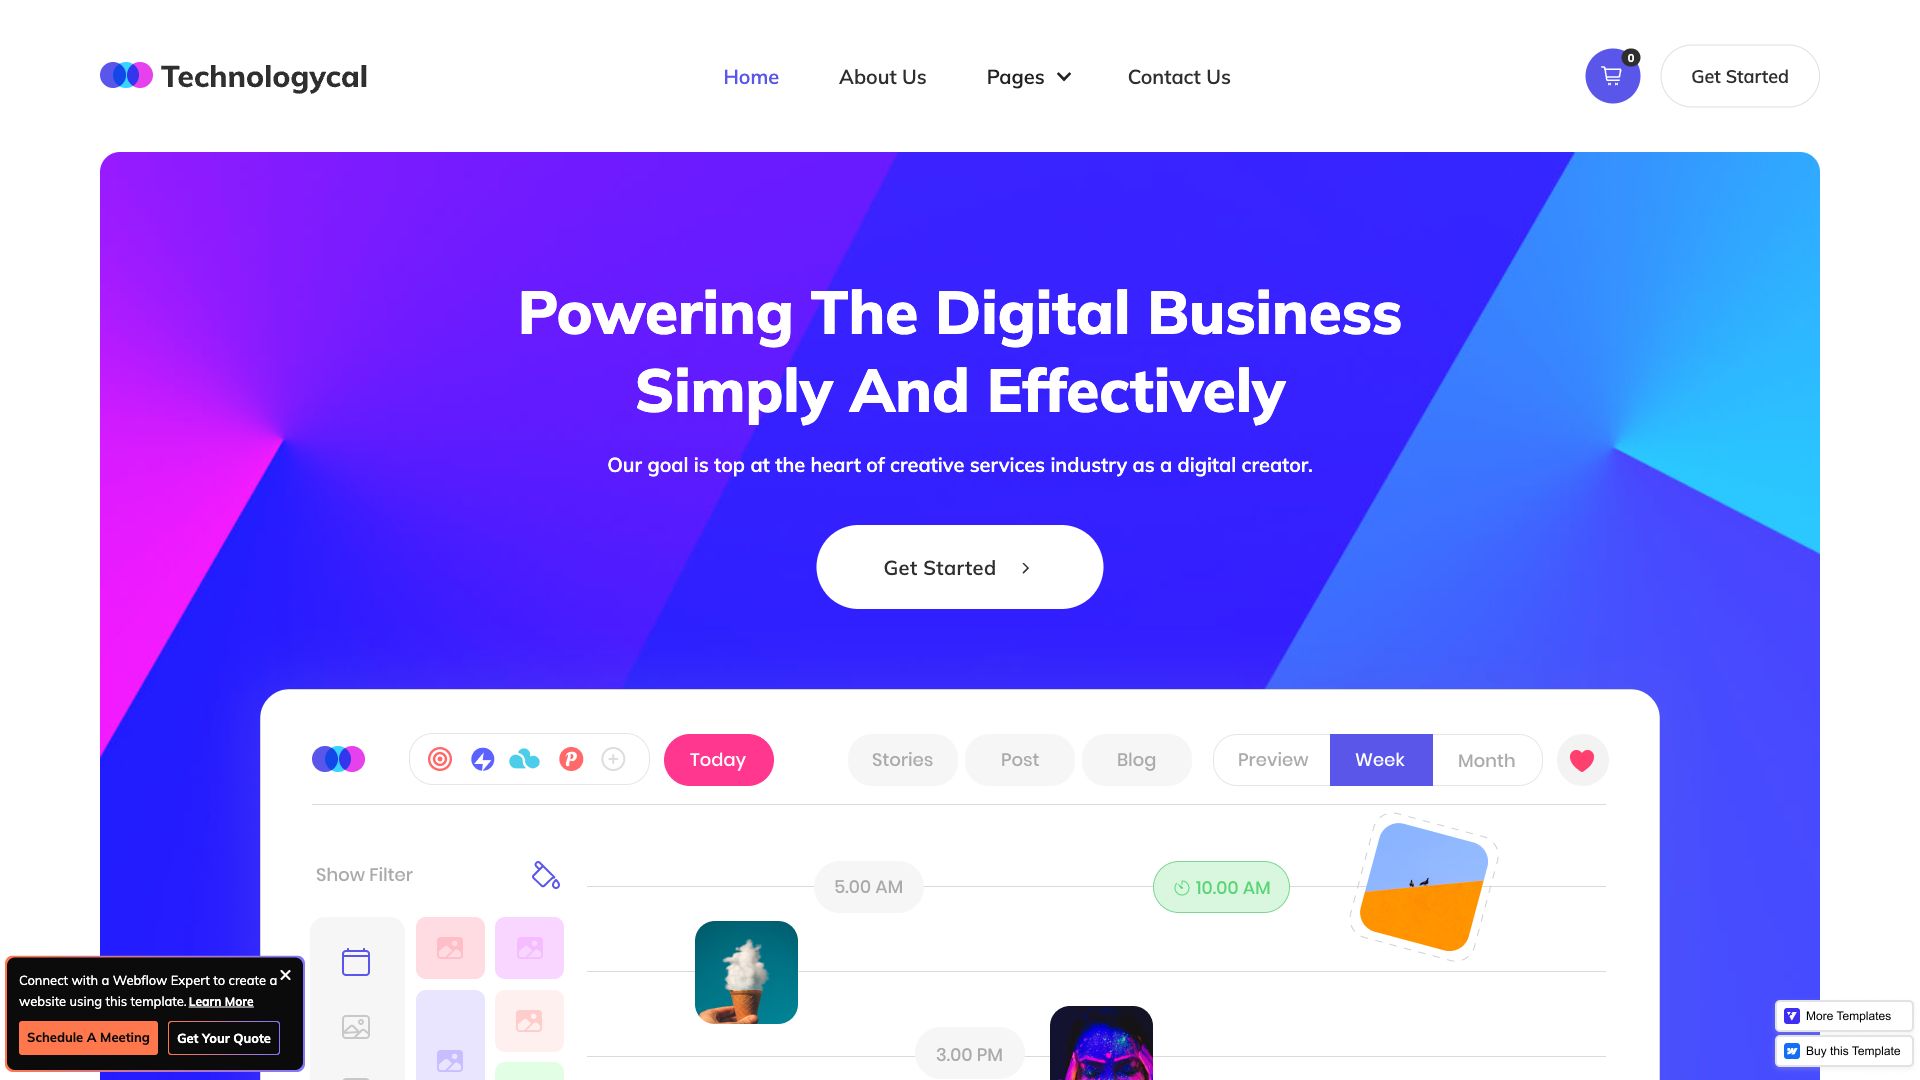 Technologycal
Home
About Us
Pages
Contact Us
0
Get Started
Powering The Digital Business
Simply And Effectively
Our goal is top at the heart of creative services industry as a digital creator.
Get Started
Today
Stories
Post
Blog
Preview
Week
Month
Show Filter
5.00 AM
10.00 AM
3.00 PM
Connect with a Webflow Expert to create a
website using this template. Learn More
Schedule A Meeting
Get Your Quote
More Templates
Buy this Template